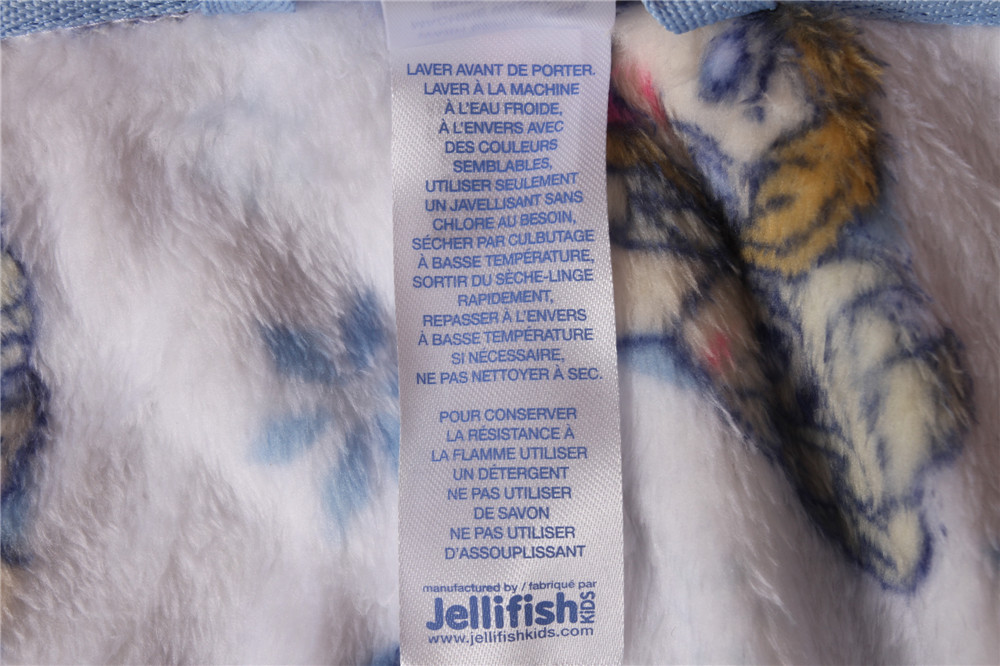 LAVER AVANT DE PORTER.
LAVER À LA MACHINE
À L'EAU FROIDE,
À L'ENVERS AVEC
DES COULEURS
SEMBLABLES,
UTILISER SEULEMENT
UN JAVELLISANT SANS
CHLORE AU BESOIN,
SÉCHER PAR CULBUTAGE
À BASSE TEMPÉRATURE,
SORTIR DU SÈCHE-LINGE
RAPIDEMENT,
REPASSER À L'ENVERS
À BASSE TEMPÉRATURE
SI NÉCESSAIRE,
NE PAS NETTOYER À SEC.
POUR CONSERVER
LA RÉSISTANCE À
LA FLAMME UTILISER
UN DÉTERGENT
NE PAS UTILISER
DE SAVON
NE PAS UTILISER
D'ASSOUPLISSANT
manufactured by / fabriqué par
Jellifish KiDS
www.jellifishkids.com